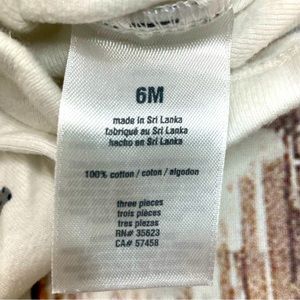 6M
made in Sri Lanka
fabriqué au Sri Lanka
hecho en Sri Lanka
100% cotton / coton / algodon
three pieces
trois pièces
tres piezas
RN# 35623
CA# 57458